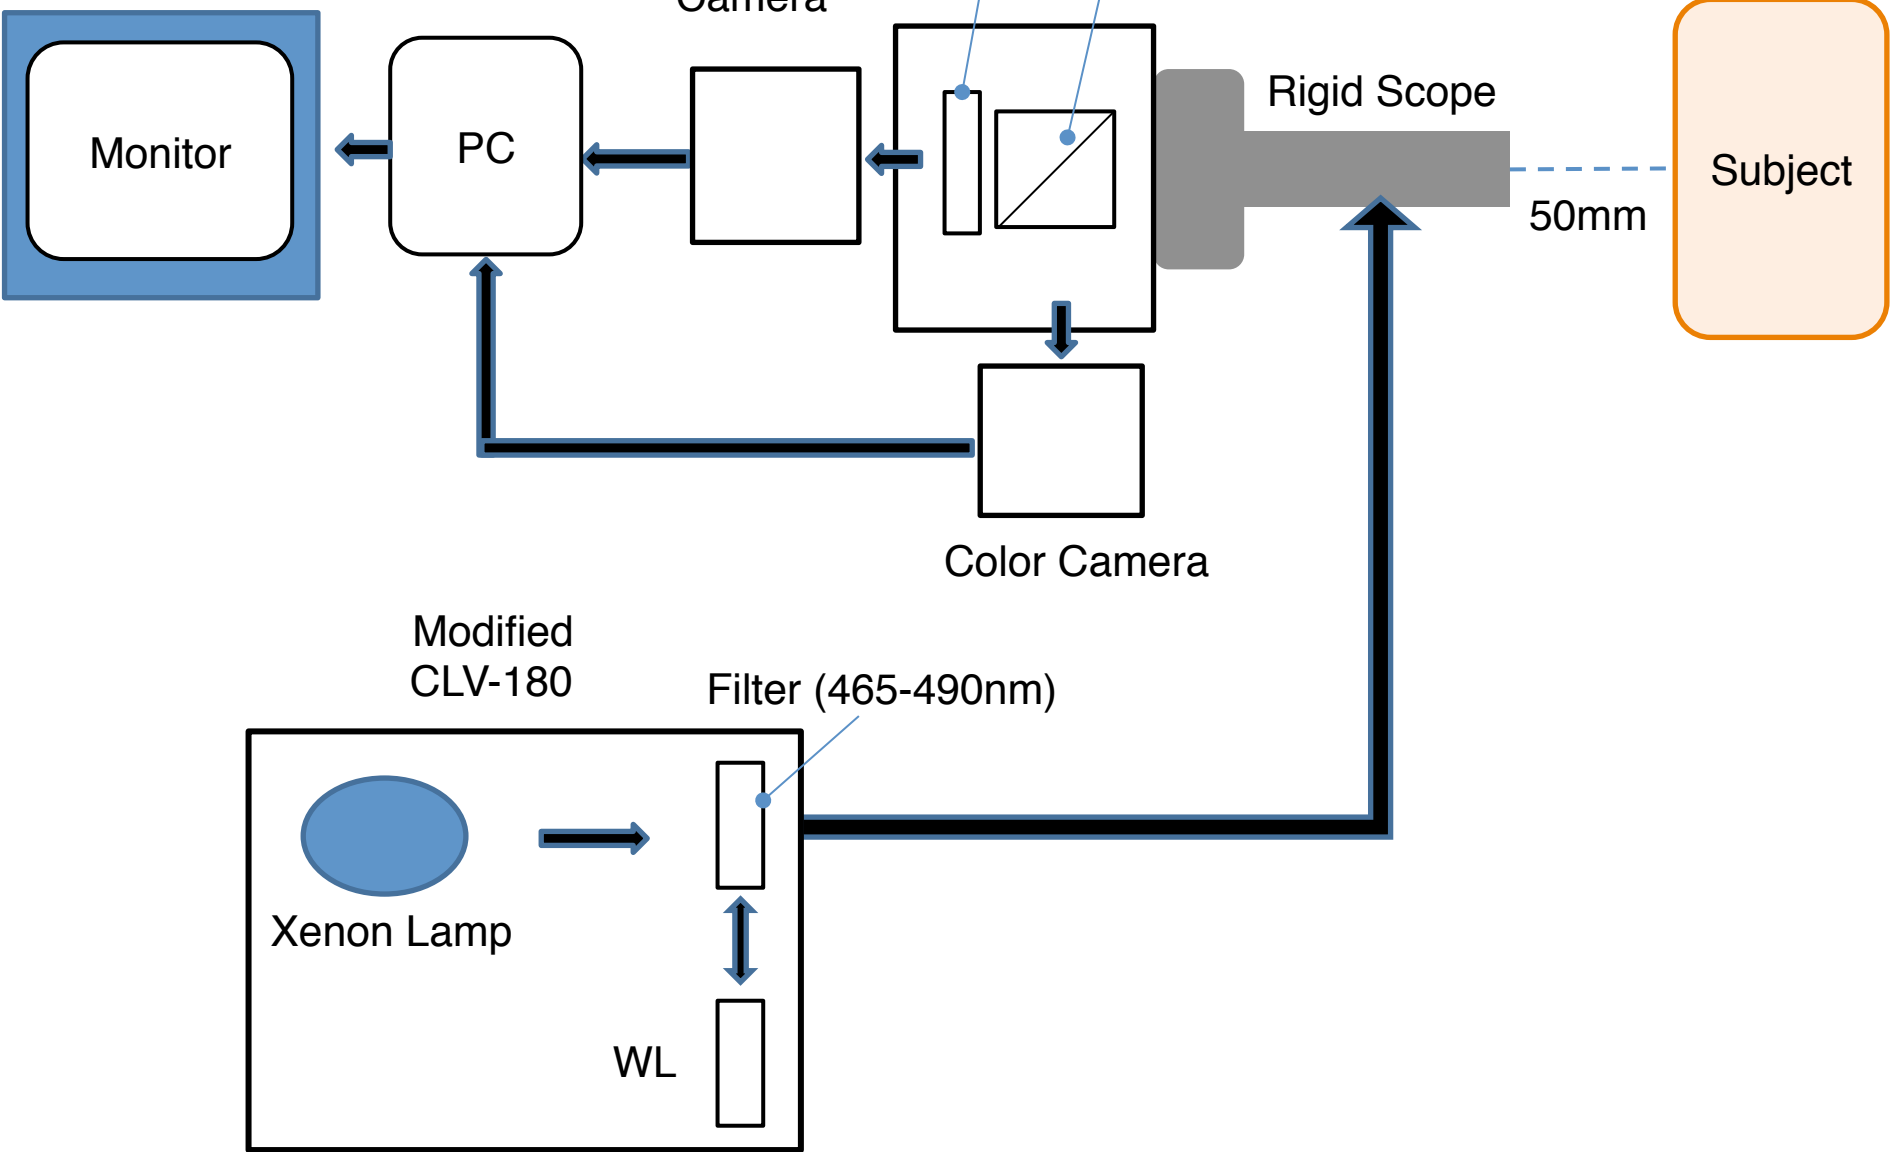 Camera
Monitor
PC
Rigid Scope
Subject
50mm
Color Camera
Modified
CLV-180
Filter (465-490nm)
Xenon Lamp
WL